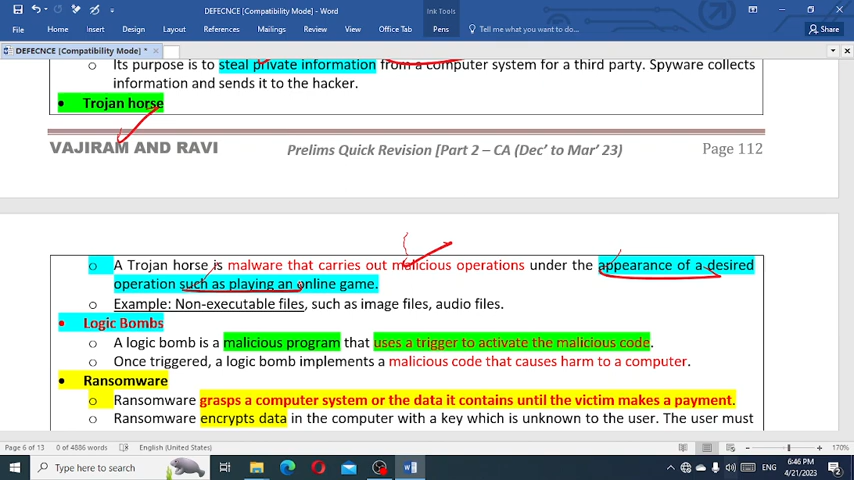 DEFECNCE [Compatibility Mode] - Word
Ink Tools
File Home Insert Design Layout References Mailings Review View Office Tab Pens Tell me what you want to do... Share
DEFECNCE [Compatibility Mode] *
o Its purpose is to steal private information from a computer system for a third party. Spyware collects
information and sends it to the hacker.
• Trojan horse
VAJIRAM AND RAVI Prelims Quick Revision [Part 2 – CA (Dec' to Mar' 23) Page 112
o A Trojan horse is malware that carries out malicious operations under the appearance of a desired
operation such as playing an online game.
o Example: Non-executable files, such as image files, audio files.
• Logic Bombs
o A logic bomb is a malicious program that uses a trigger to activate the malicious code.
o Once triggered, a logic bomb implements a malicious code that causes harm to a computer.
• Ransomware
o Ransomware grasps a computer system or the data it contains until the victim makes a payment.
o Ransomware encrypts data in the computer with a key which is unknown to the user. The user must
Page 6 of 13 0 of 4896 words English (United States) 170%
Type here to search
ENG
6:46 PM
4/21/2023
2